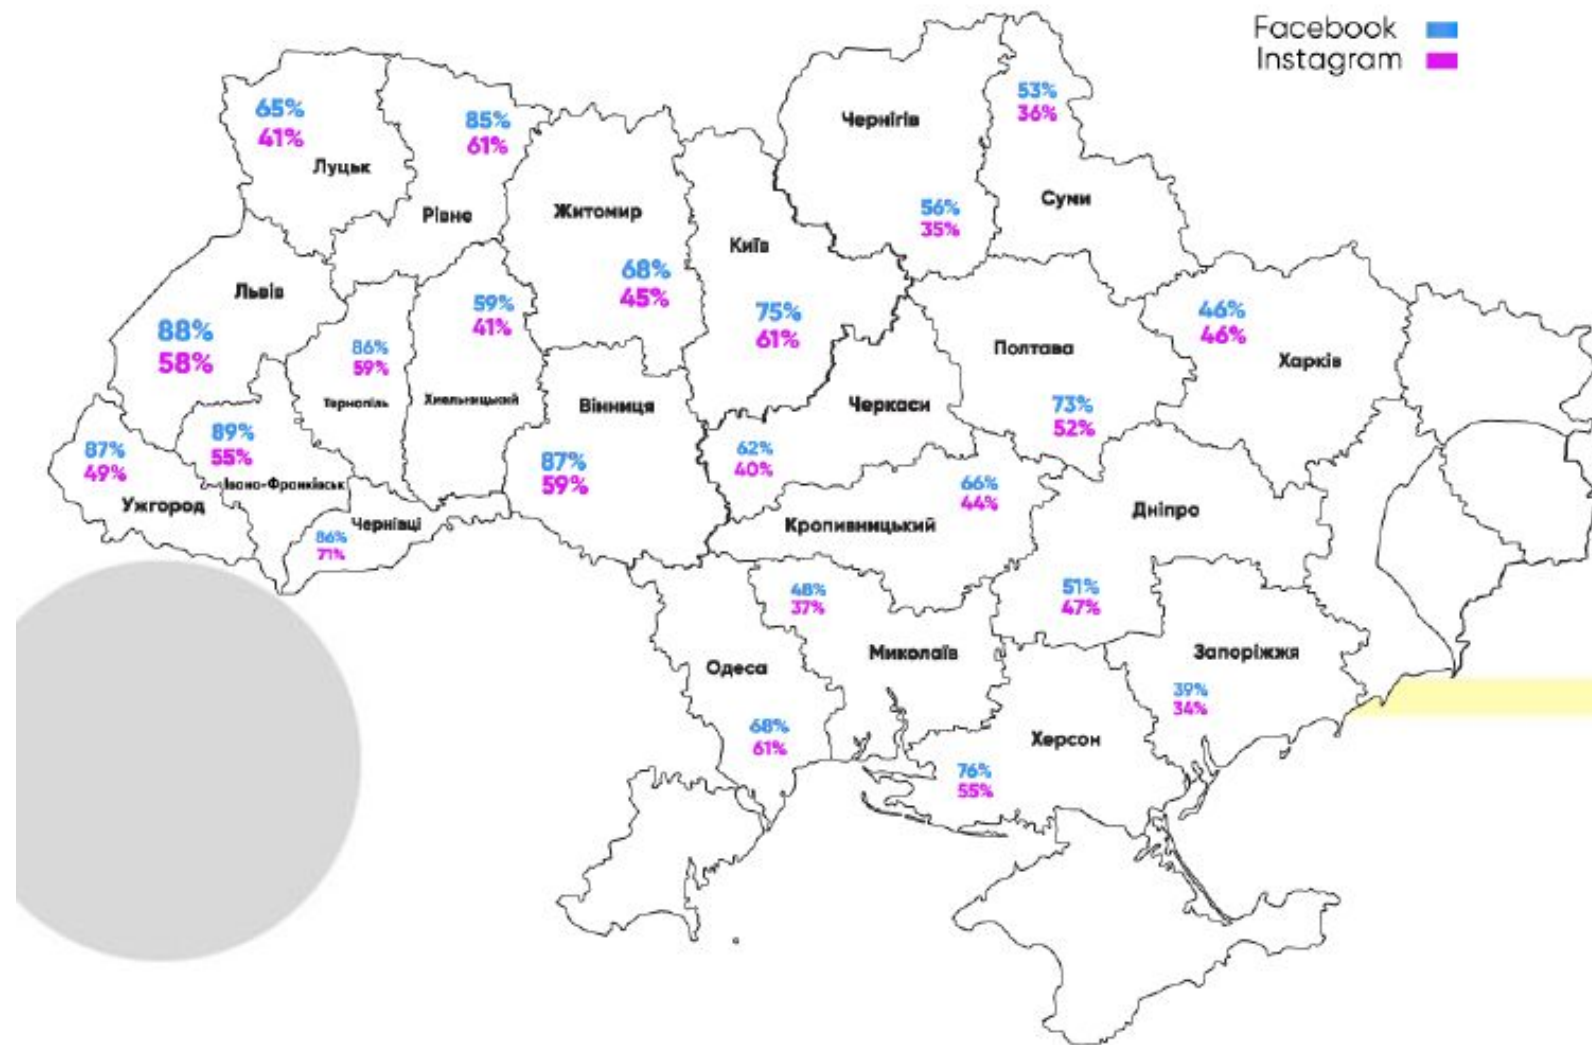 Facebook
Instagram
65%
41%
Луцьк
85%
61%
Рівне
Житомир
68%
45%
Київ
75%
61%
Чернігів
56%
35%
53%
36%
Суми
Львів
88%
58%
86%
59%
Тернопіль
59%
41%
Хмельницький
Вінниця
87%
59%
Черкаси
62%
40%
Полтава
73%
52%
46%
46%
Харків
87%
49%
Ужгород
89%
55%
Івано-Франківськ
Чернівці
86%
71%
66%
44%
Кропивницький
Дніпро
51%
47%
48%
37%
Миколаїв
Одеса
68%
61%
Херсон
76%
55%
Запоріжжя
39%
34%